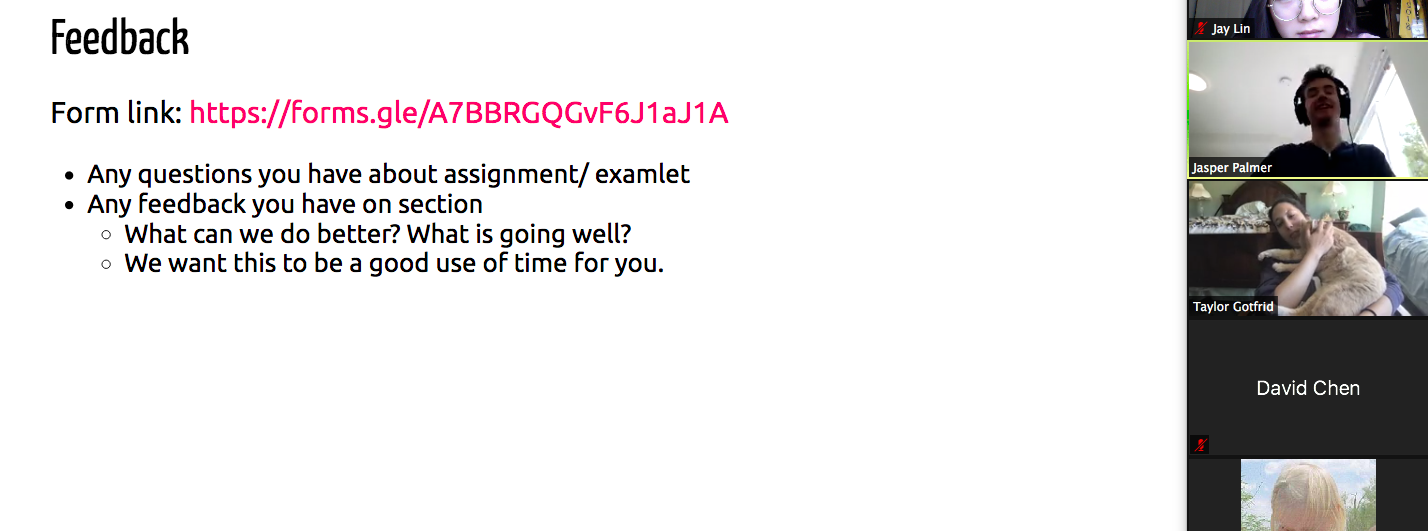 Feedback
Form link: https://forms.gle/A7BBRGQGvF6J1aJ1A
Any questions you have about assignment/ examlet
Any feedback you have on section
What can we do better? What is going well?
We want this to be a good use of time for you.
Jay Lin
Jasper Palmer
Taylor Gotfrid
David Chen